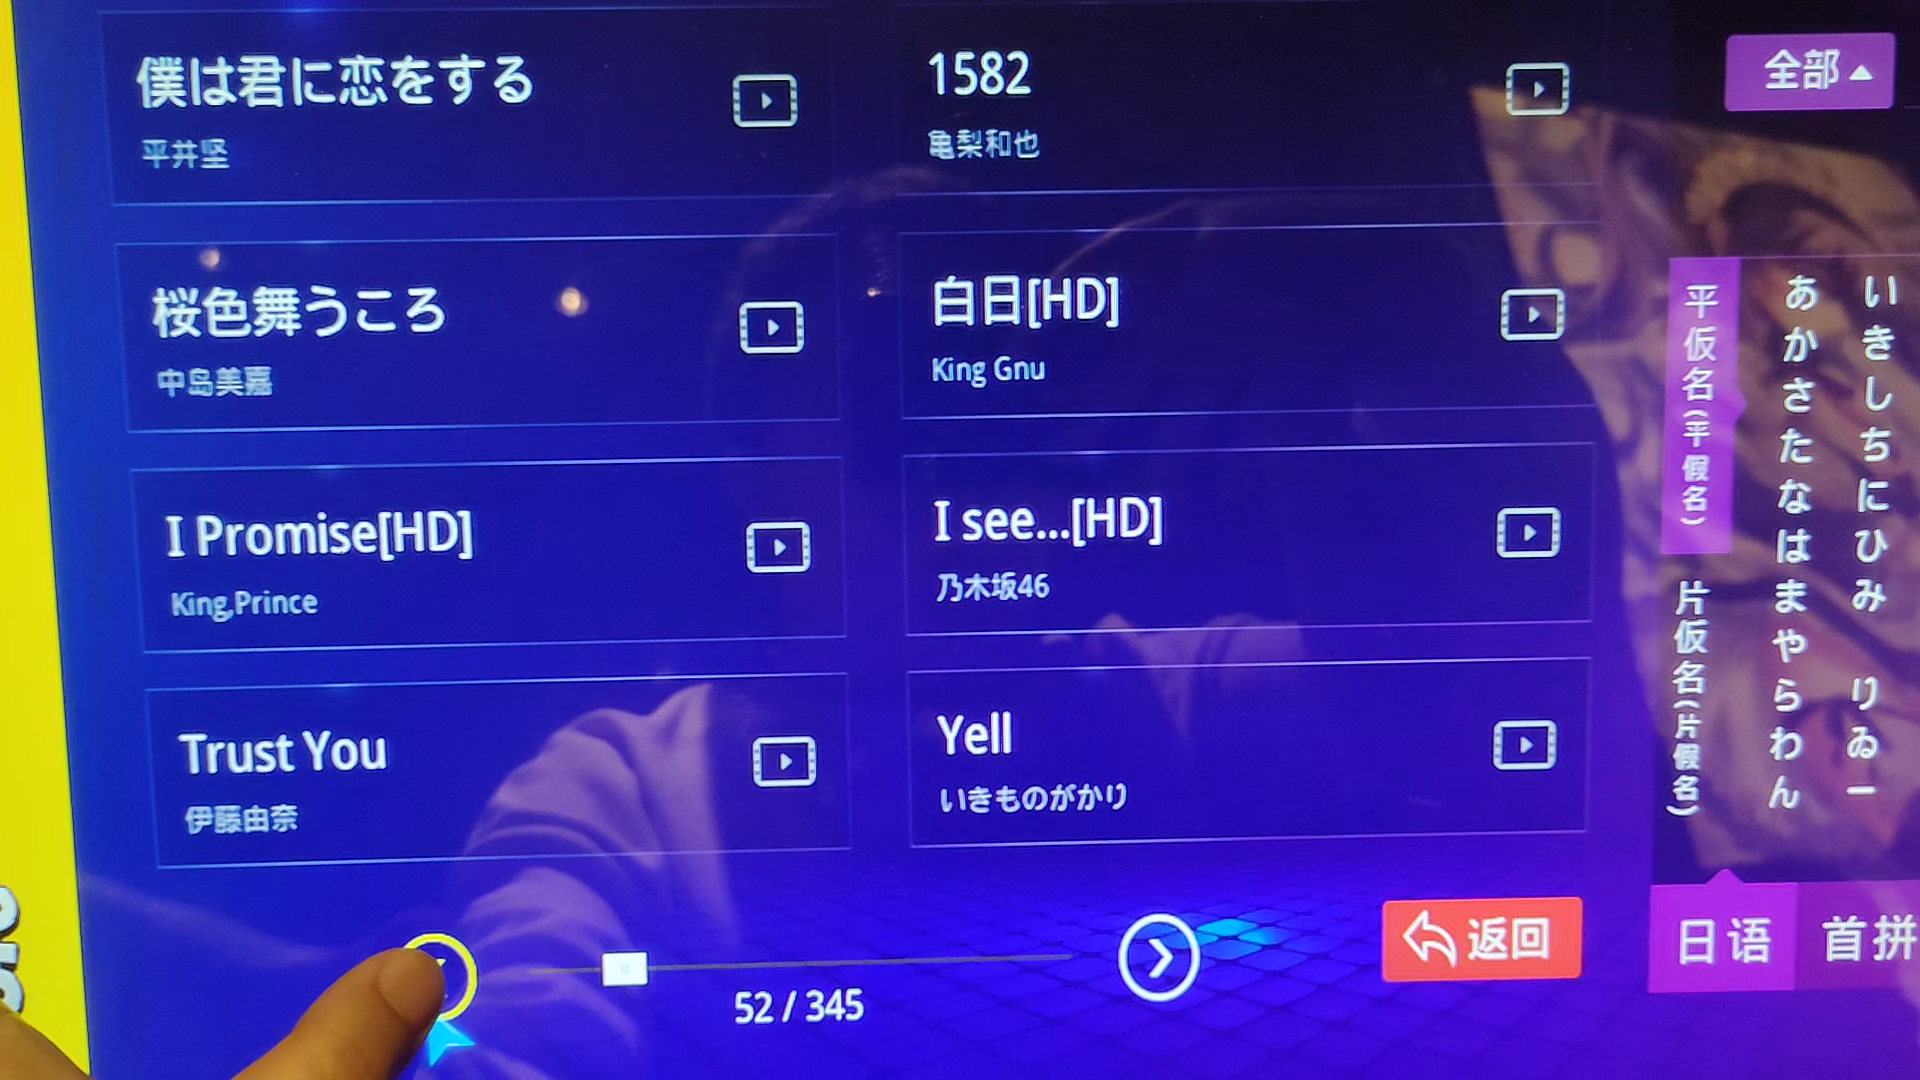 僕は君に恋をする
平井坚
1582
亀梨和也
全部
桜色舞うころ
中岛美嘉
白日[HD]
King Gnu
I Promise[HD]
King,Prince
I see...[HD]
乃木坂46
Trust You
伊藤由奈
Yell
いきものがかり
平仮名(平假名)
片仮名(片假名)
あかさたなはまやらわん
いきしちにひみ りゐー
52 / 345
返回
日语
首拼